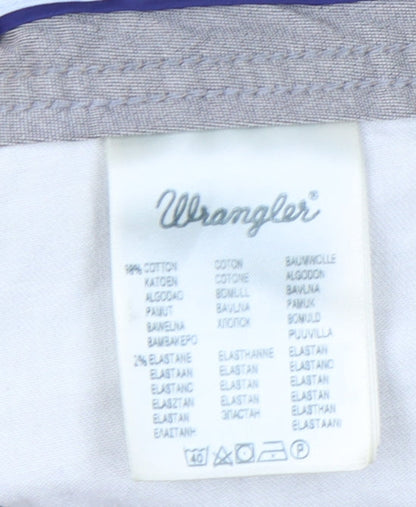 Wrangler®
98% COTTON COTON BAUMWOLLE
KATOEN COTONE ALGODON
ALGODAO BOMULL BAVLNA
PAMUT BAVLNA PAMUK
BAWELNA ХЛОПОК BOMULD
ΒΑΜΒΑΚΕΡΟ PUUVILLA
2% ELASTANE ELASTHANNE ELASTAN
ELASTAAN ELASTAN ELASTANO
ELASTANO ELASTAN ELASTAN
ELASZTAN ELASTAN ELASTAN
ELASTAN ЭЛАСТАН ELASTHAN
ΕΛΑΣΤΑΝΗ ELASTAANI
40 P